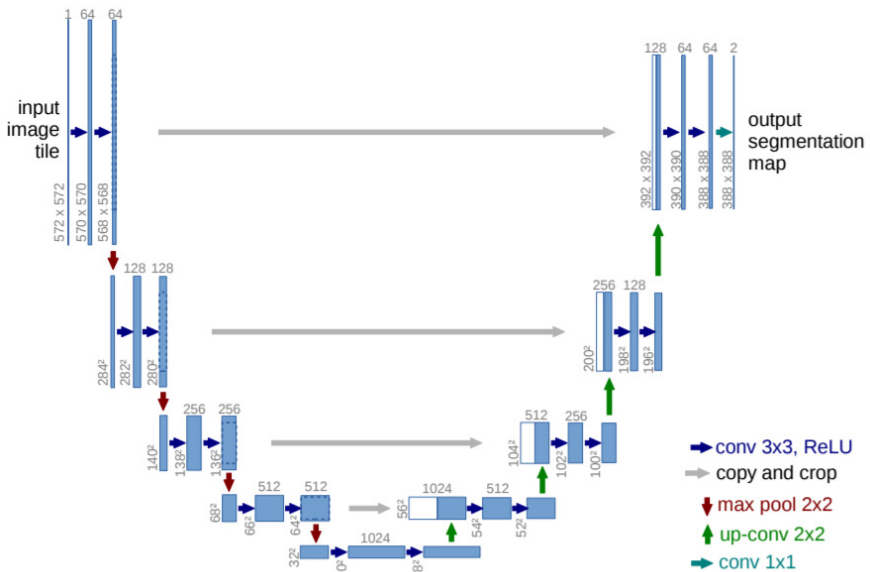 1 64 64
128 64 64 2
input
image
tile
output
segmentation
map
572 x 572
570 x 570
568 x 568
392 x 392
390 x 390
388 x 388
388 x 388
128 128
256 128
284²
282²
280²
200²
198²
196²
256 256
512 256
140²
138²
136²
104²
102²
100²
512 512
1024 512
68²
66²
64²
56²
54²
52²
1024
32²
0²
8²
conv 3x3, ReLU
copy and crop
max pool 2x2
up-conv 2x2
conv 1x1